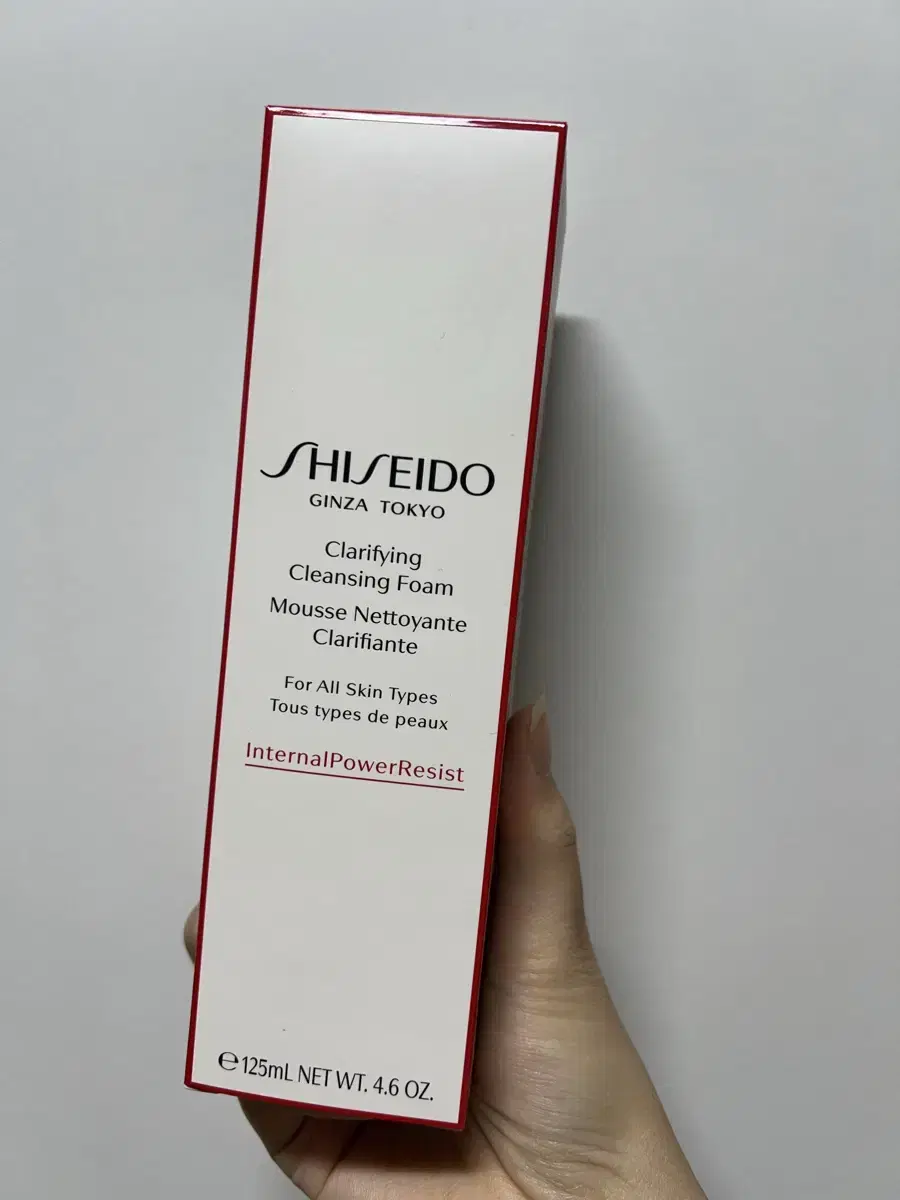 SHISEIDO
GINZA TOKYO
Clarifying
Cleansing Foam
Mousse Nettoyante
Clarifiante
For All Skin Types
Tous types de peaux
InternalPowerResist
℮ 125mL NET WT. 4.6 OZ.